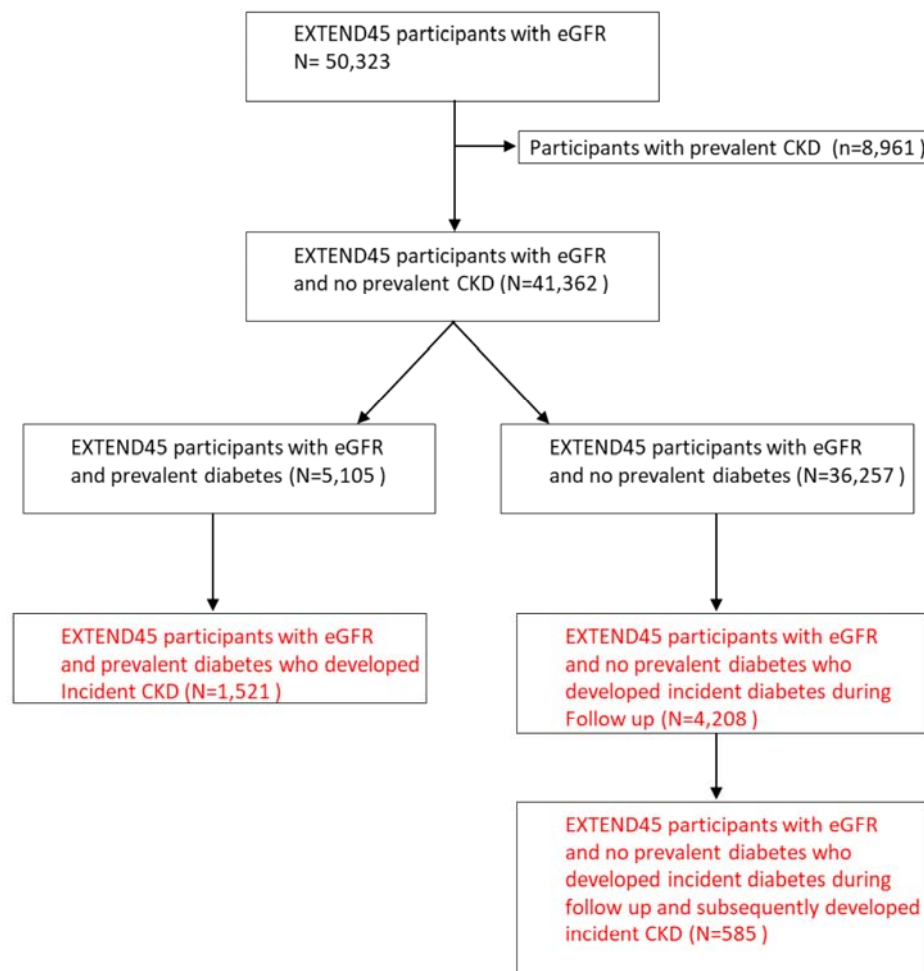 EXTEND45 participants with eGFR
N= 50,323
Participants with prevalent CKD (n=8,961)
EXTEND45 participants with eGFR
and no prevalent CKD (N=41,362 )
EXTEND45 participants with eGFR
and prevalent diabetes (N=5,105 )
EXTEND45 participants with eGFR
and no prevalent diabetes (N=36,257 )
EXTEND45 participants with eGFR
and prevalent diabetes who developed
Incident CKD (N=1,521 )
EXTEND45 participants with eGFR
and no prevalent diabetes who
developed incident diabetes during
Follow up (N=4,208 )
EXTEND45 participants with eGFR
and no prevalent diabetes who
developed incident diabetes during
follow up and subsequently developed
incident CKD (N=585 )